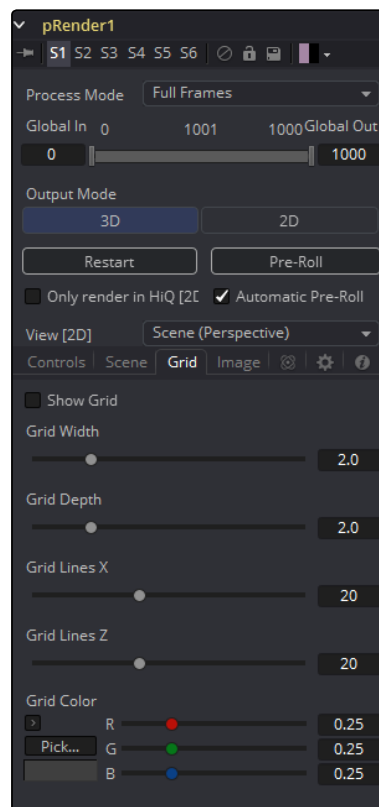 pRender1
S1 S2 S3 S4 S5 S6
Process Mode Full Frames
Global In 0 1001 1000 Global Out
0 1000
Output Mode
3D 2D
Restart Pre-Roll
Only render in HiQ [2D Automatic Pre-Roll
View [2D] Scene (Perspective)
Controls Scene Grid Image
Show Grid
Grid Width
2.0
Grid Depth
2.0
Grid Lines X
20
Grid Lines Z
20
Grid Color
R 0.25
Pick... G 0.25
B 0.25